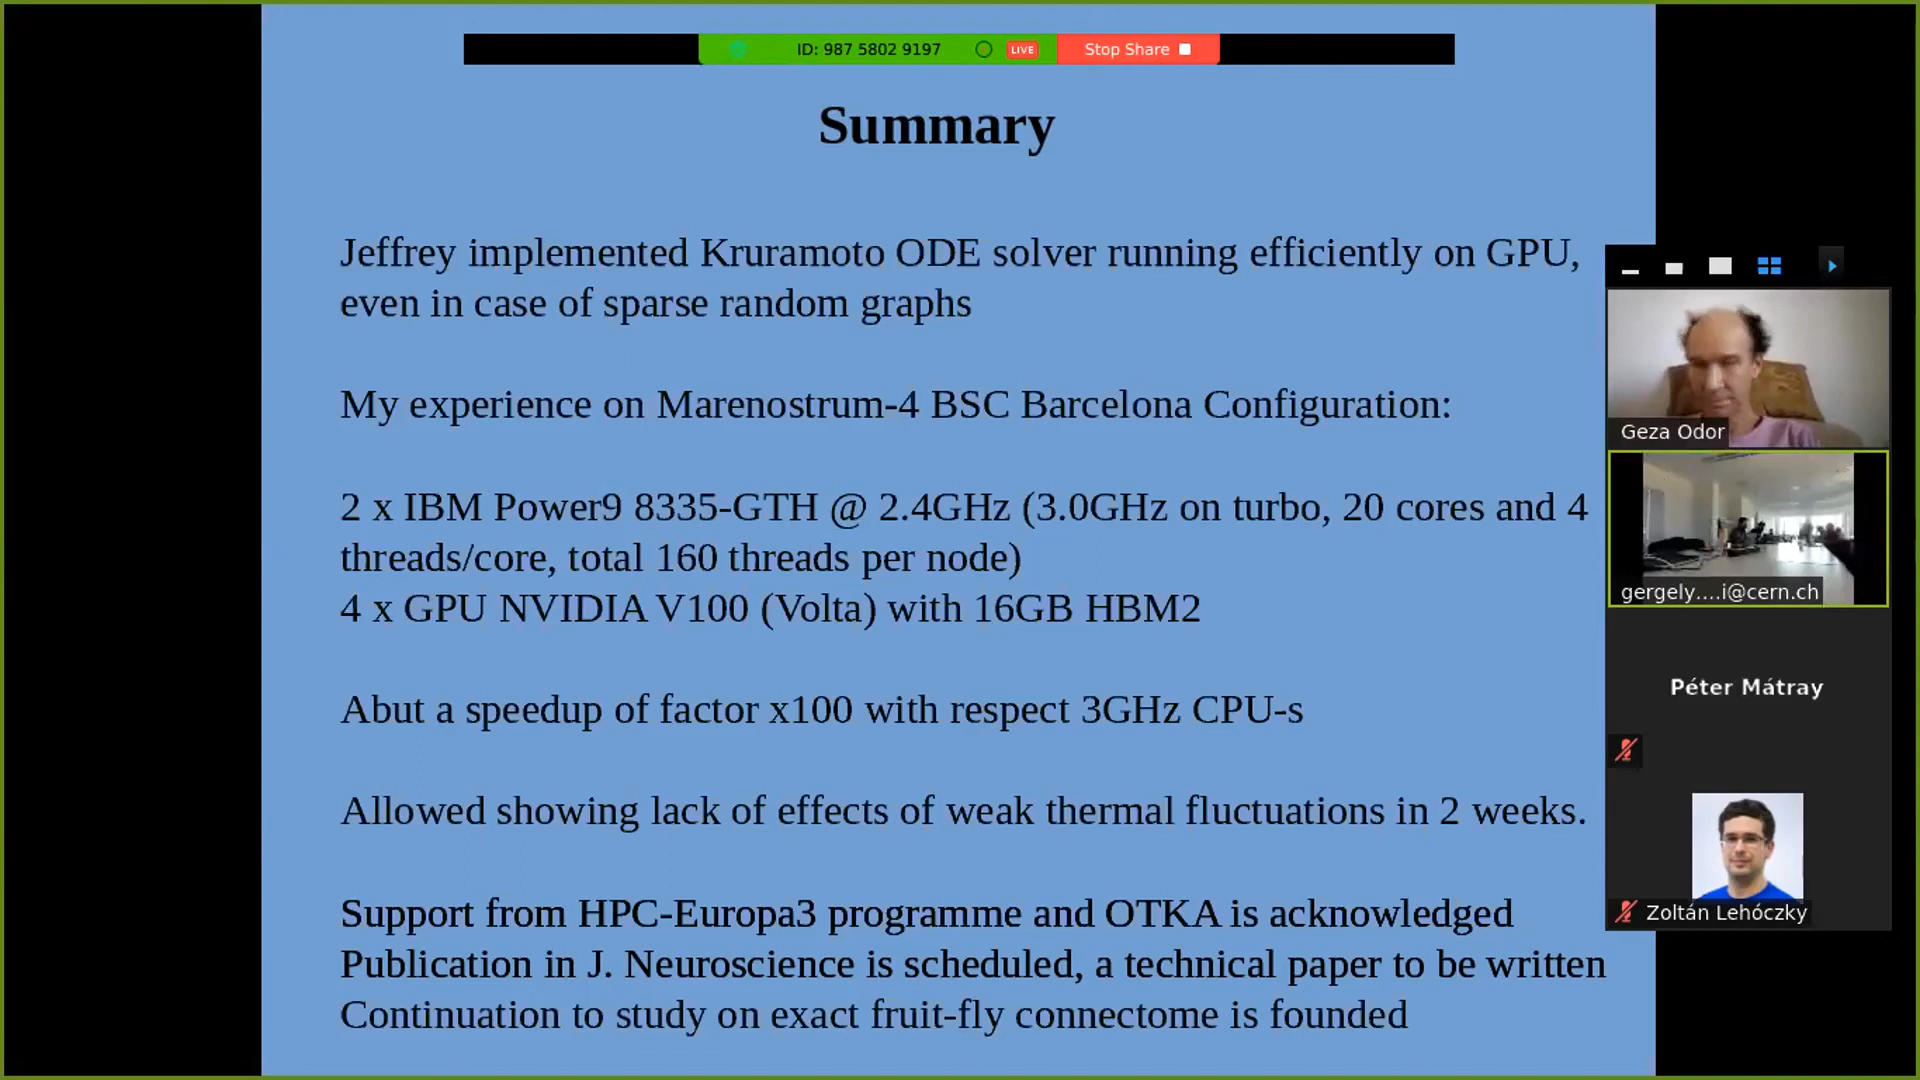 ID: 987 5802 9197
LIVE
Stop Share
Summary
Jeffrey implemented Kruramoto ODE solver running efficiently on GPU,
even in case of sparse random graphs
My experience on Marenostrum-4 BSC Barcelona Configuration:
2 x IBM Power9 8335-GTH @ 2.4GHz (3.0GHz on turbo, 20 cores and 4
threads/core, total 160 threads per node)
4 x GPU NVIDIA V100 (Volta) with 16GB HBM2
Abut a speedup of factor x100 with respect 3GHz CPU-s
Allowed showing lack of effects of weak thermal fluctuations in 2 weeks.
Support from HPC-Europa3 programme and OTKA is acknowledged
Publication in J. Neuroscience is scheduled, a technical paper to be written
Continuation to study on exact fruit-fly connectome is founded
Geza Odor
gergely....i@cern.ch
Péter Mátray
Zoltán Lehóczky